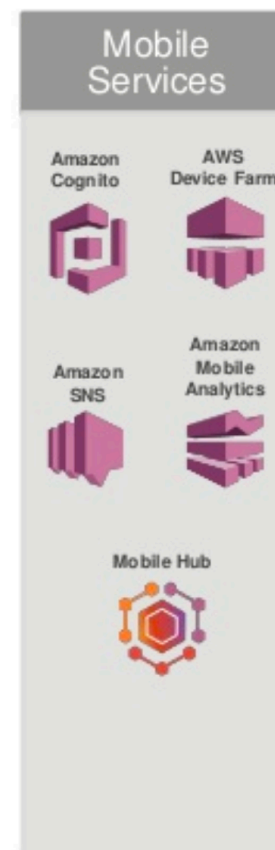 Mobile
Services
Amazon
Cognito
AWS
Device Farm
Amazon
SNS
Amazon
Mobile
Analytics
Mobile Hub